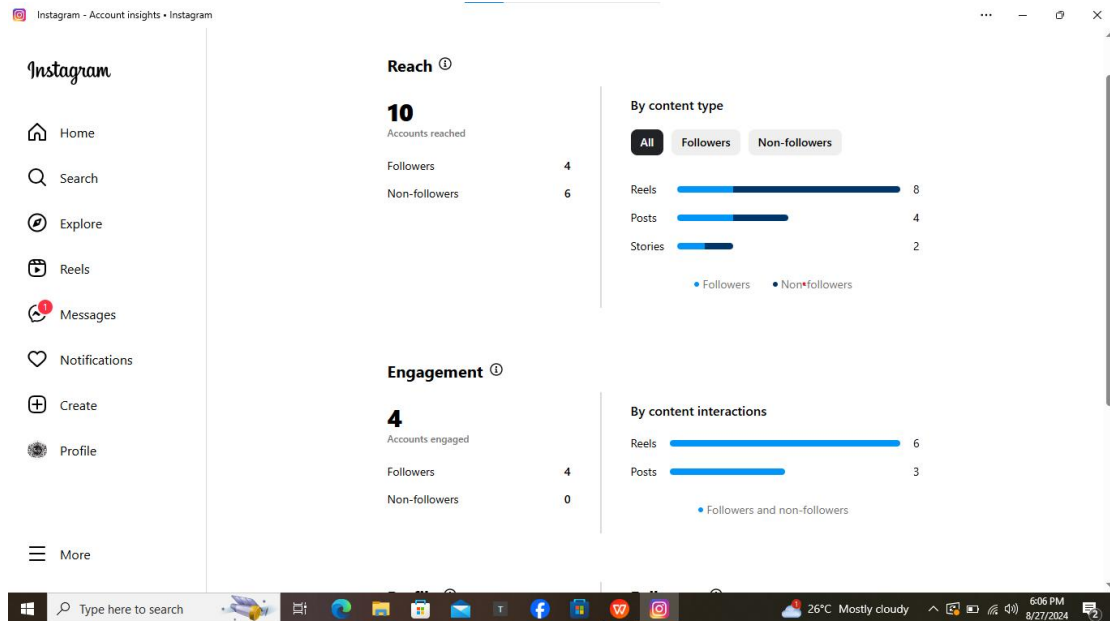 Instagram - Account insights • Instagram
Instagram
Home
Search
Explore
Reels
1
Messages
Notifications
Create
Profile
More
Reach
10
Accounts reached
Followers 4
Non-followers 6
By content type
All Followers Non-followers
Reels 8
Posts 4
Stories 2
Followers Non-followers
Engagement
4
Accounts engaged
Followers 4
Non-followers 0
By content interactions
Reels 6
Posts 3
Followers and non-followers
Type here to search
T
26°C Mostly cloudy
6:06 PM
8/27/2024
2